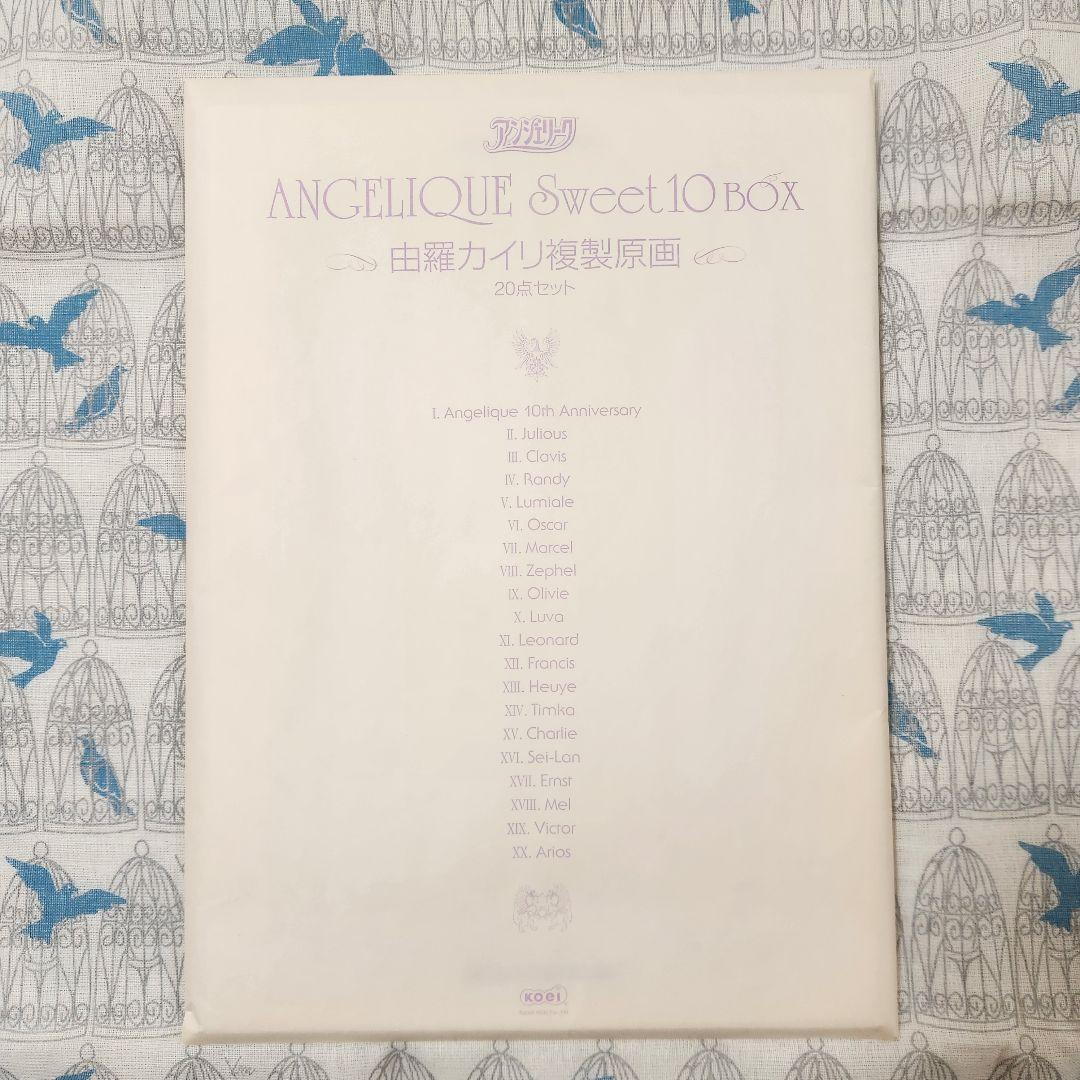 アンジェリーク
ANGELIQUE Sweet 10 BOX
由羅カイリ複製原画
20点セット
I. Angelique 10th Anniversary
II. Julious
III. Clavis
IV. Randy
V. Lumiale
VI. Oscar
VII. Marcel
VIII. Zephel
IX. Olivie
X. Luva
XI. Leonard
XII. Francis
XIII. Heuye
XIV. Timka
XV. Charlie
XVI. Sei-Lan
XVII. Ernst
XVIII. Mel
XIX. Victor
XX. Arios
KOEI